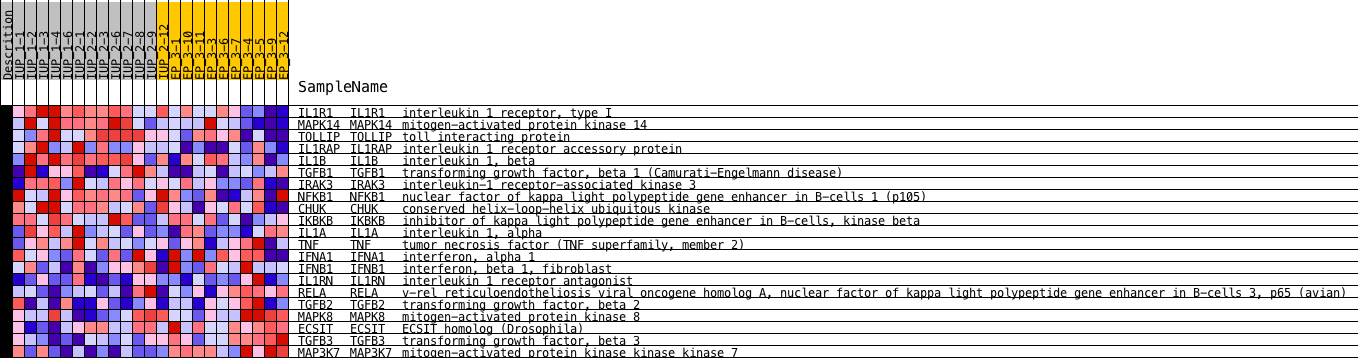 Descrition
IUP_1-1
IUP_1-2
IUP_1-3
IUP_1-4
IUP_1-6
IUP_2-1
IUP_2-2
IUP_2-3
IUP_2-6
IUP_2-7
IUP_2-8
IUP_2-9
IUP_2-12
EP_3-1
EP_3-10
EP_3-11
EP_3-3
EP_3-6
EP_3-7
EP_3-4
EP_3-5
EP_3-9
EP_3-12
SampleName
IL1R1 IL1R1 interleukin 1 receptor, type I
MAPK14 MAPK14 mitogen-activated protein kinase 14
TOLLIP TOLLIP toll interacting protein
IL1RAP IL1RAP interleukin 1 receptor accessory protein
IL1B IL1B interleukin 1, beta
TGFB1 TGFB1 transforming growth factor, beta 1 (Camurati-Engelmann disease)
IRAK3 IRAK3 interleukin-1 receptor-associated kinase 3
NFKB1 NFKB1 nuclear factor of kappa light polypeptide gene enhancer in B-cells 1 (p105)
CHUK CHUK conserved helix-loop-helix ubiquitous kinase
IKBKB IKBKB inhibitor of kappa light polypeptide gene enhancer in B-cells, kinase beta
IL1A IL1A interleukin 1, alpha
TNF TNF tumor necrosis factor (TNF superfamily, member 2)
IFNA1 IFNA1 interferon, alpha 1
IFNB1 IFNB1 interferon, beta 1, fibroblast
IL1RN IL1RN interleukin 1 receptor antagonist
RELA RELA v-rel reticuloendotheliosis viral oncogene homolog A, nuclear factor of kappa light polypeptide gene enhancer in B-cells 3, p65 (avian)
TGFB2 TGFB2 transforming growth factor, beta 2
MAPK8 MAPK8 mitogen-activated protein kinase 8
ECSIT ECSIT ECSIT homolog (Drosophila)
TGFB3 TGFB3 transforming growth factor, beta 3
MAP3K7 MAP3K7 mitogen-activated protein kinase kinase kinase 7